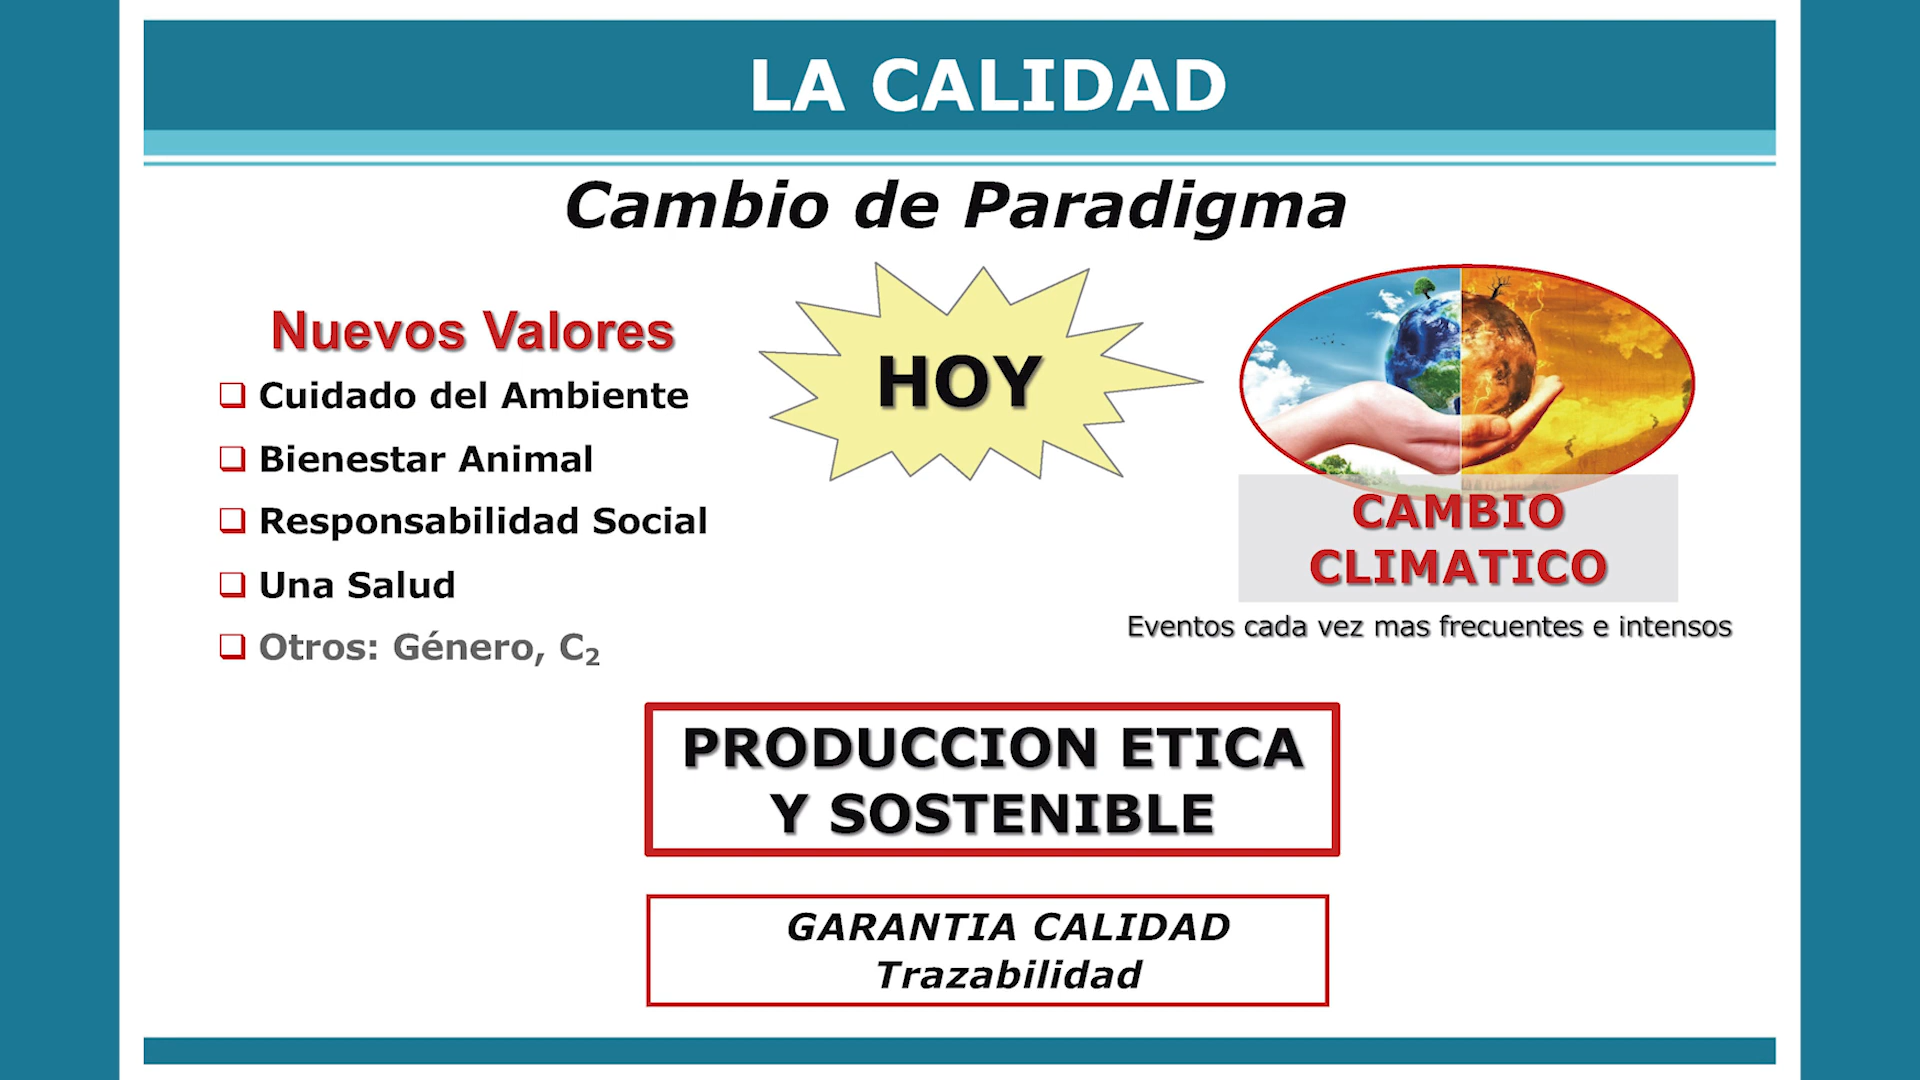 LA CALIDAD
Cambio de Paradigma
Nuevos Valores
Cuidado del Ambiente
Bienestar Animal
Responsabilidad Social
Una Salud
Otros: Género, C₂
HOY
CAMBIO
CLIMATICO
Eventos cada vez mas frecuentes e intensos
PRODUCCION ETICA
Y SOSTENIBLE
GARANTIA CALIDAD
Trazabilidad